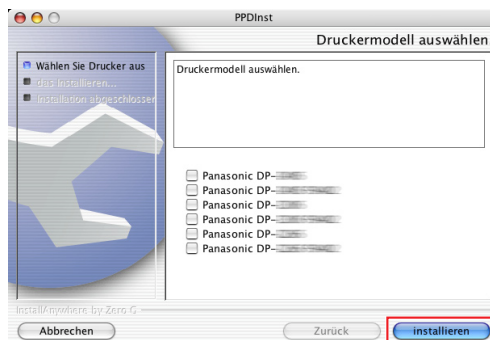 PPDInst
Druckermodell auswählen
Wählen Sie Drucker aus
das Installieren...
Installation abgeschlossen
Druckermodell auswählen.
Panasonic DP-
Panasonic DP-
Panasonic DP-
Panasonic DP-
Panasonic DP-
Panasonic DP-
InstallAnywhere by Zero G
Abbrechen
Zurück
installieren